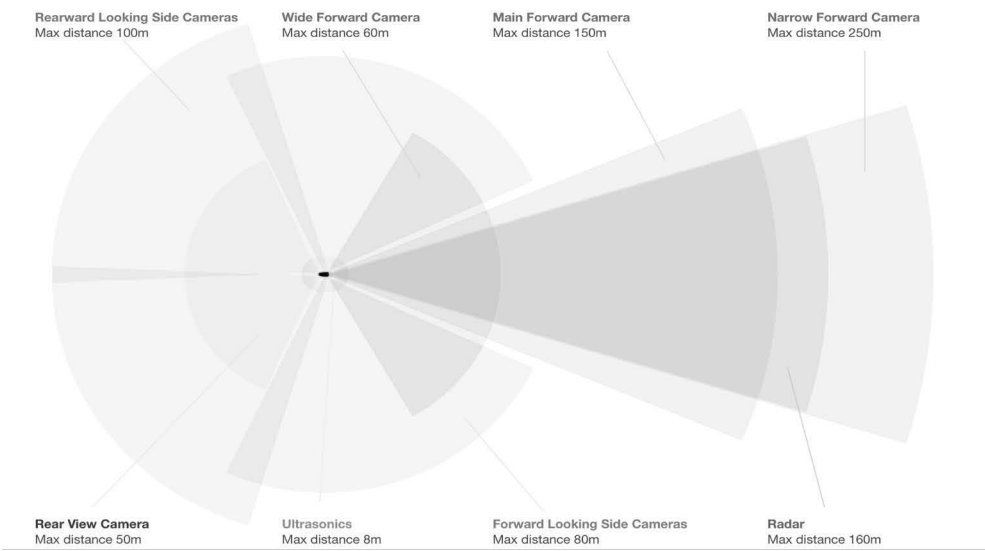 Rearward Looking Side Cameras
Max distance 100m
Wide Forward Camera
Max distance 60m
Main Forward Camera
Max distance 150m
Narrow Forward Camera
Max distance 250m
Rear View Camera
Max distance 50m
Ultrasonics
Max distance 8m
Forward Looking Side Cameras
Max distance 80m
Radar
Max distance 160m